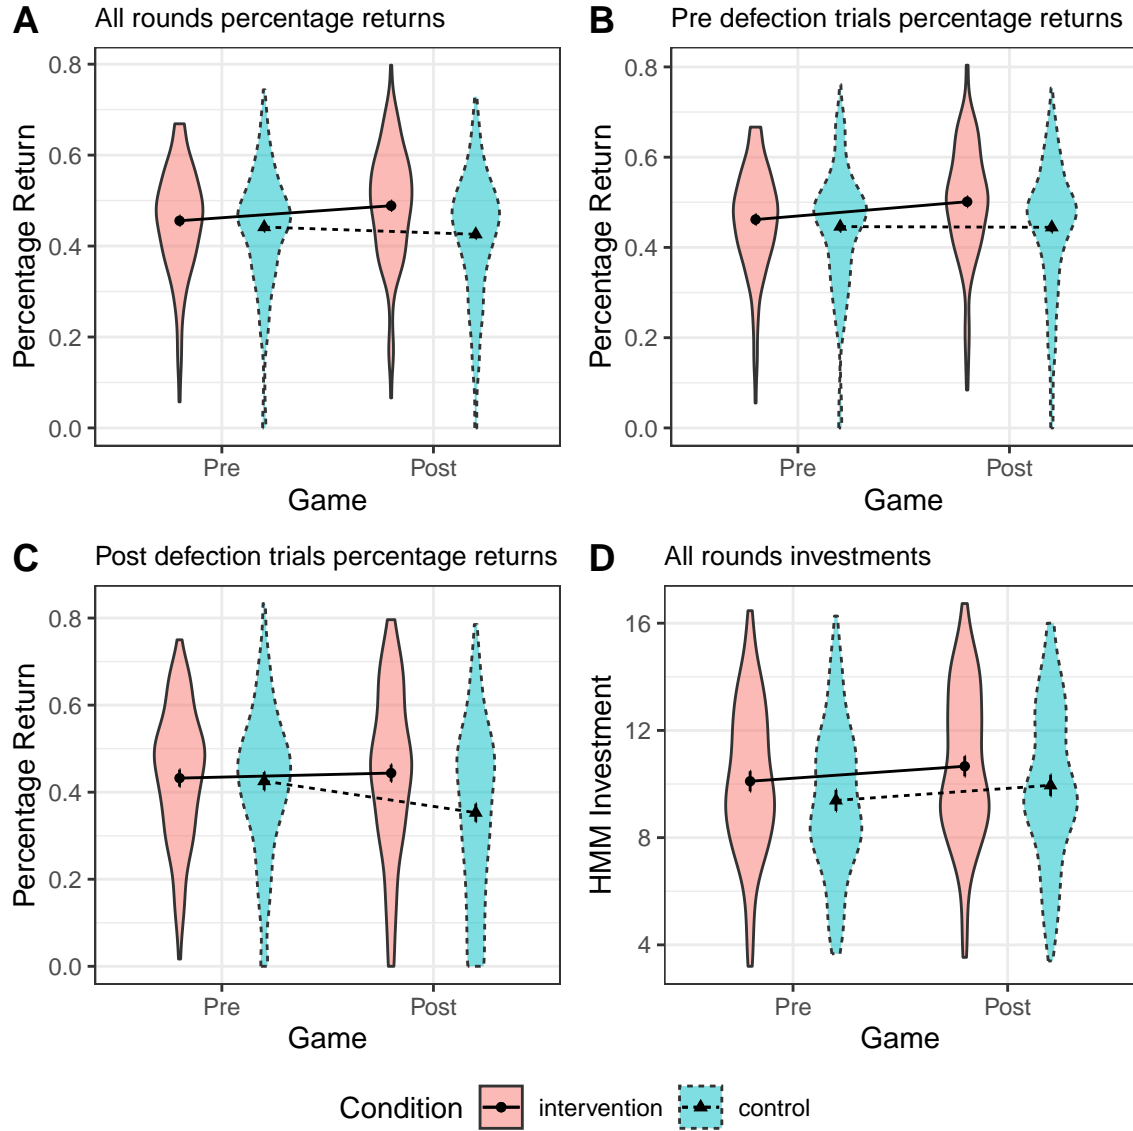 A All rounds percentage returns
Percentage Return
0.8
0.6
0.4
0.2
0.0
Pre Post
Game
B Pre defection trials percentage returns
Percentage Return
0.8
0.6
0.4
0.2
0.0
Pre Post
Game
C Post defection trials percentage returns
Percentage Return
0.8
0.6
0.4
0.2
0.0
Pre Post
Game
D All rounds investments
HMM Investment
16
12
8
4
Pre Post
Game
Condition intervention control